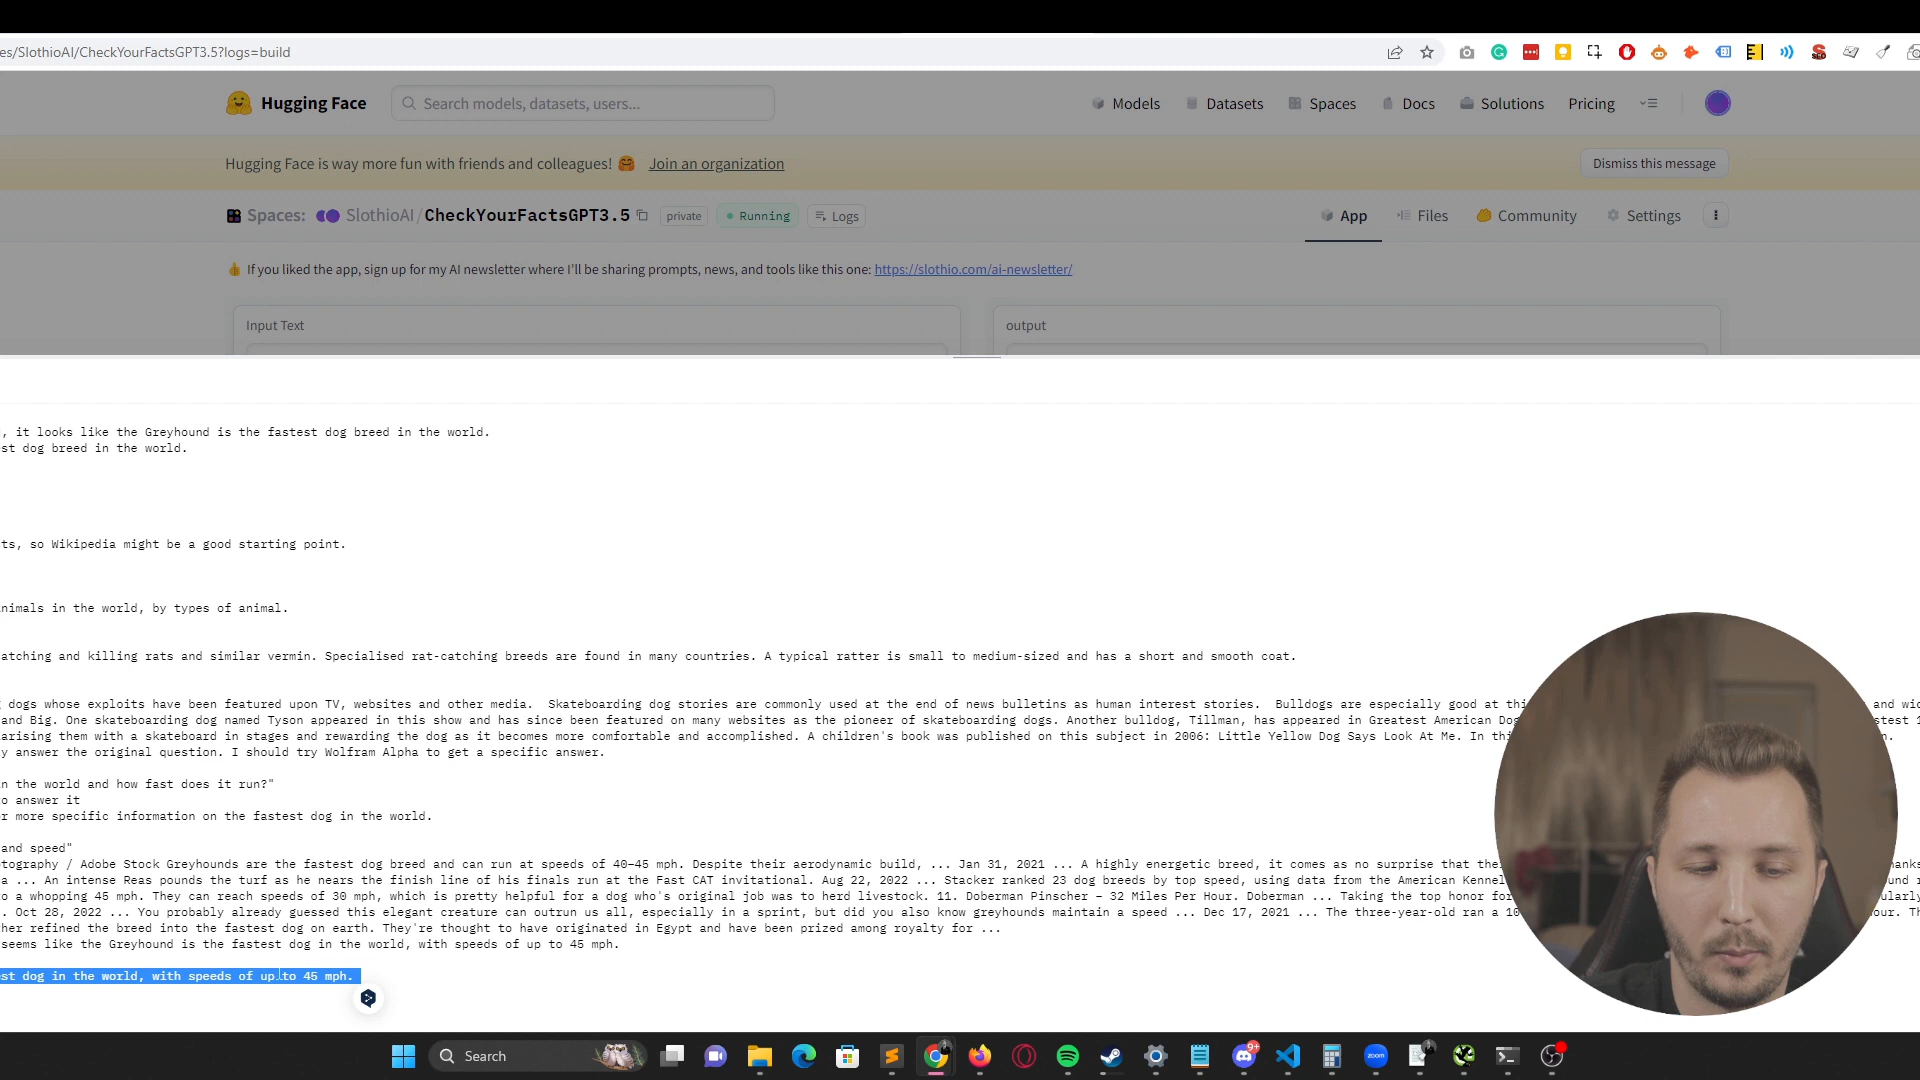 es/SlothioAI/CheckYourFactsGPT3.5?logs=build
Hugging Face
Search models, datasets, users...
Models
Datasets
Spaces
Docs
Solutions
Pricing
Hugging Face is way more fun with friends and colleagues! 🤗 Join an organization
Dismiss this message
Spaces: SlothioAI/CheckYourFactsGPT3.5 private Running Logs
App
Files
Community
Settings
👍 If you liked the app, sign up for my AI newsletter where I'll be sharing prompts, news, and tools like this one: https://slothio.com/ai-newsletter/
Input Text
output
, it looks like the Greyhound is the fastest dog breed in the world.
st dog breed in the world.
ts, so Wikipedia might be a good starting point.
nimals in the world, by types of animal.
atching and killing rats and similar vermin. Specialised rat-catching breeds are found in many countries. A typical ratter is small to medium-sized and has a short and smooth coat.
dogs whose exploits have been featured upon TV, websites and other media. Skateboarding dog stories are commonly used at the end of news bulletins as human interest stories. Bulldogs are especially good at thi and wi
and Big. One skateboarding dog named Tyson appeared in this show and has since been featured on many websites as the pioneer of skateboarding dogs. Another bulldog, Tillman, has appeared in Greatest American Dog stest 1
arising them with a skateboard in stages and rewarding the dog as it becomes more comfortable and accomplished. A children's book was published on this subject in 2006: Little Yellow Dog Says Look At Me. In thi n.
y answer the original question. I should try Wolfram Alpha to get a specific answer.
n the world and how fast does it run?"
o answer it
r more specific information on the fastest dog in the world.
and speed"
tography / Adobe Stock Greyhounds are the fastest dog breed and can run at speeds of 40–45 mph. Despite their aerodynamic build, ... Jan 31, 2021 ... A highly energetic breed, it comes as no surprise that the hanks
a ... An intense Reas pounds the turf as he nears the finish line of his finals run at the Fast CAT invitational. Aug 22, 2022 ... Stacker ranked 23 dog breeds by top speed, using data from the American Kennel und r
o a whopping 45 mph. They can reach speeds of 30 mph, which is pretty helpful for a dog who's original job was to herd livestock. 11. Doberman Pinscher – 32 Miles Per Hour. Doberman ... Taking the top honor for ularly
. Oct 28, 2022 ... You probably already guessed this elegant creature can outrun us all, especially in a sprint, but did you also know greyhounds maintain a speed ... Dec 17, 2021 ... The three-year-old ran a 10 our. Th
ther refined the breed into the fastest dog on earth. They're thought to have originated in Egypt and have been prized among royalty for ...
seems like the Greyhound is the fastest dog in the world, with speeds of up to 45 mph.
st dog in the world, with speeds of up to 45 mph.
Search
9+
zoom